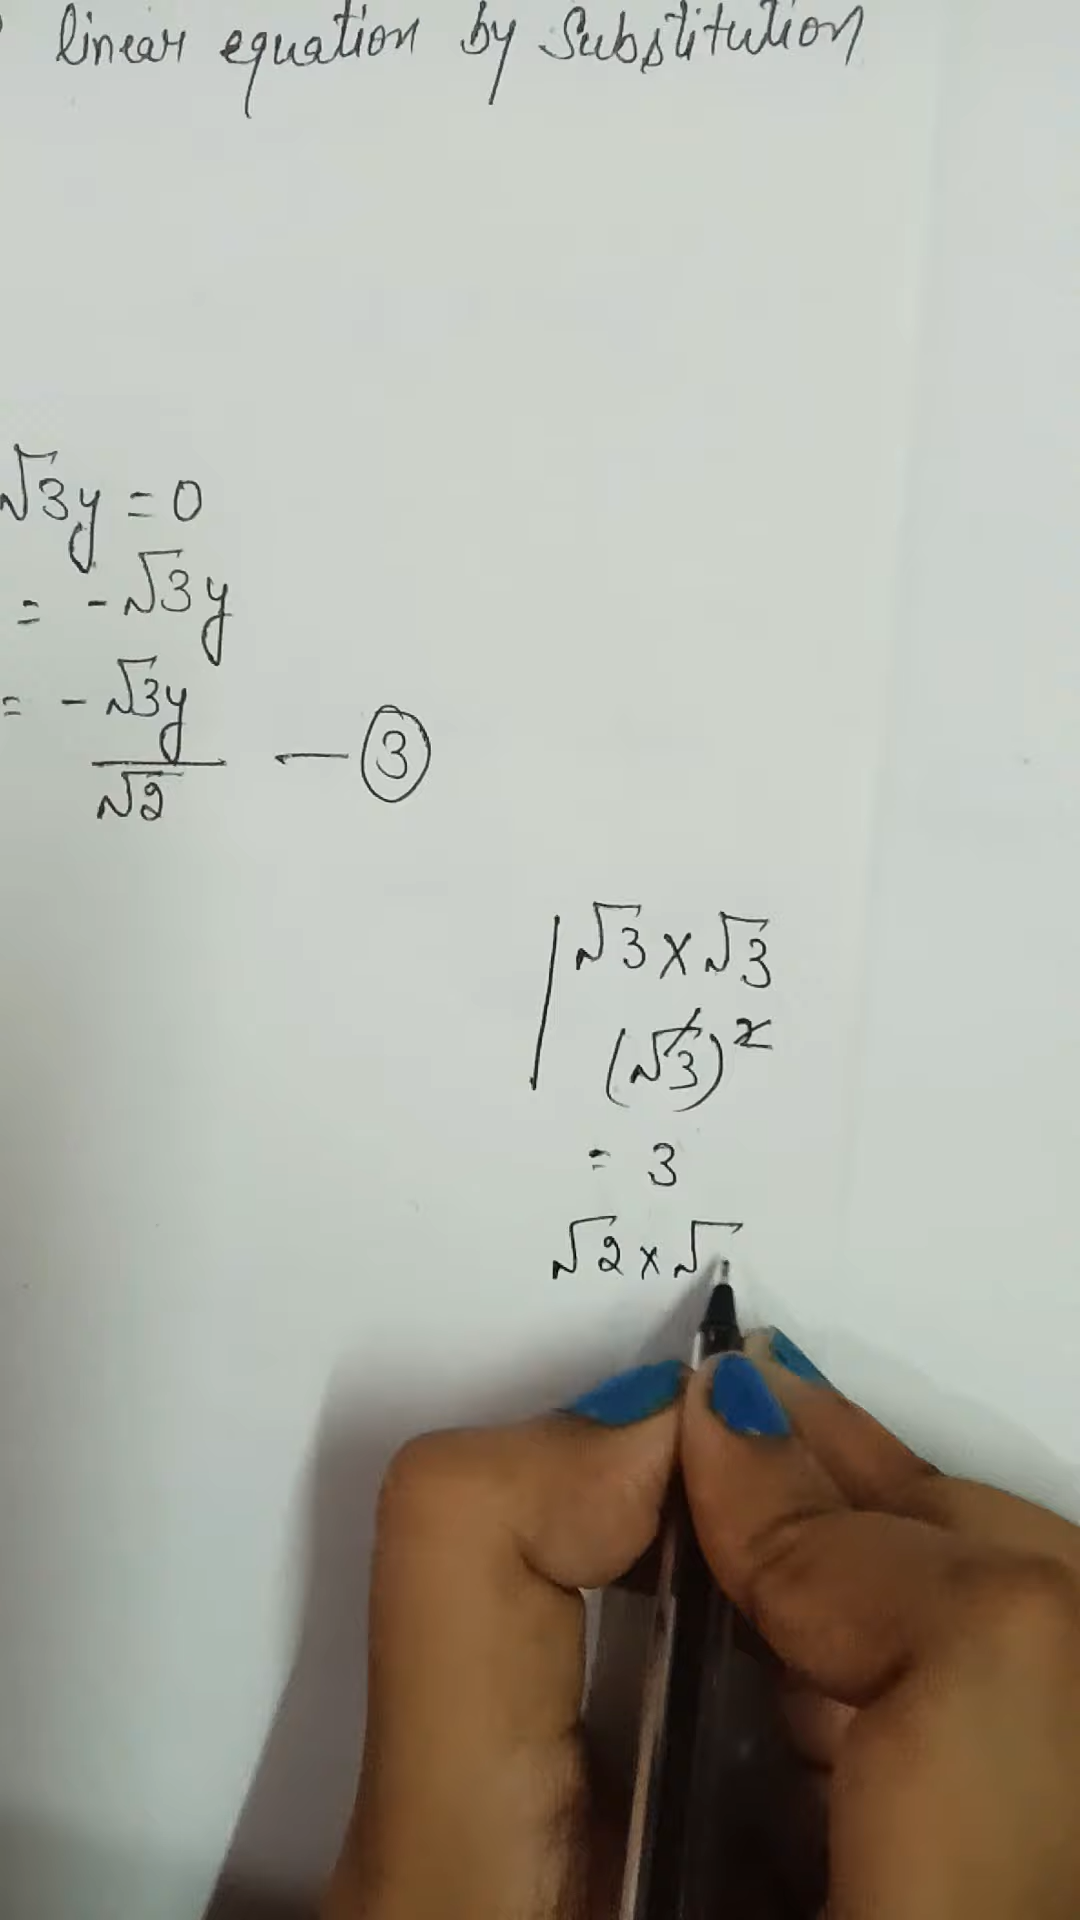 linear equation by Substitution
√3y = 0
= -√3y
= -√3y
√2 — ③
√3 × √3
(√3)²
= 3
√2 × √